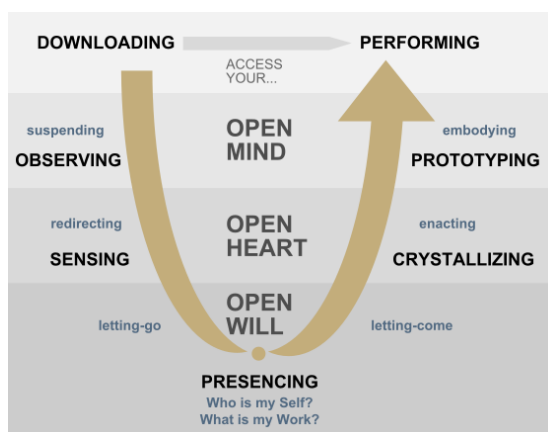 DOWNLOADING
PERFORMING
ACCESS
YOUR...
suspending
OBSERVING
OPEN
MIND
embodying
PROTOTYPING
redirecting
SENSING
OPEN
HEART
enacting
CRYSTALLIZING
letting-go
OPEN
WILL
letting-come
PRESENCING
Who is my Self?
What is my Work?